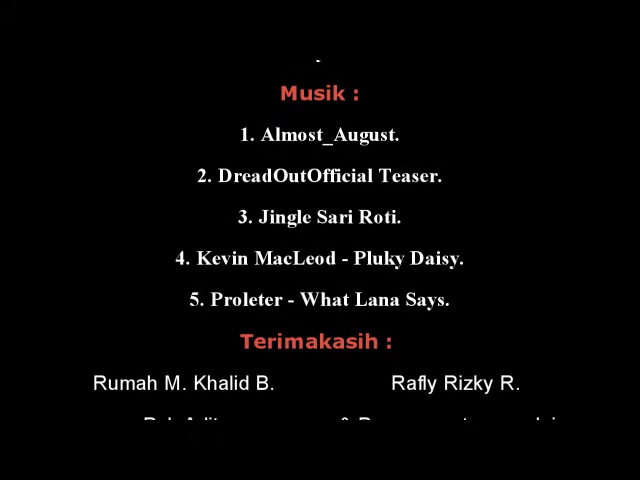 Musik :
1. Almost_August.
2. DreadOutOfficial Teaser.
3. Jingle Sari Roti.
4. Kevin MacLeod - Pluky Daisy.
5. Proleter - What Lana Says.
Terimakasih :
Rumah M. Khalid B. Rafly Rizky R.